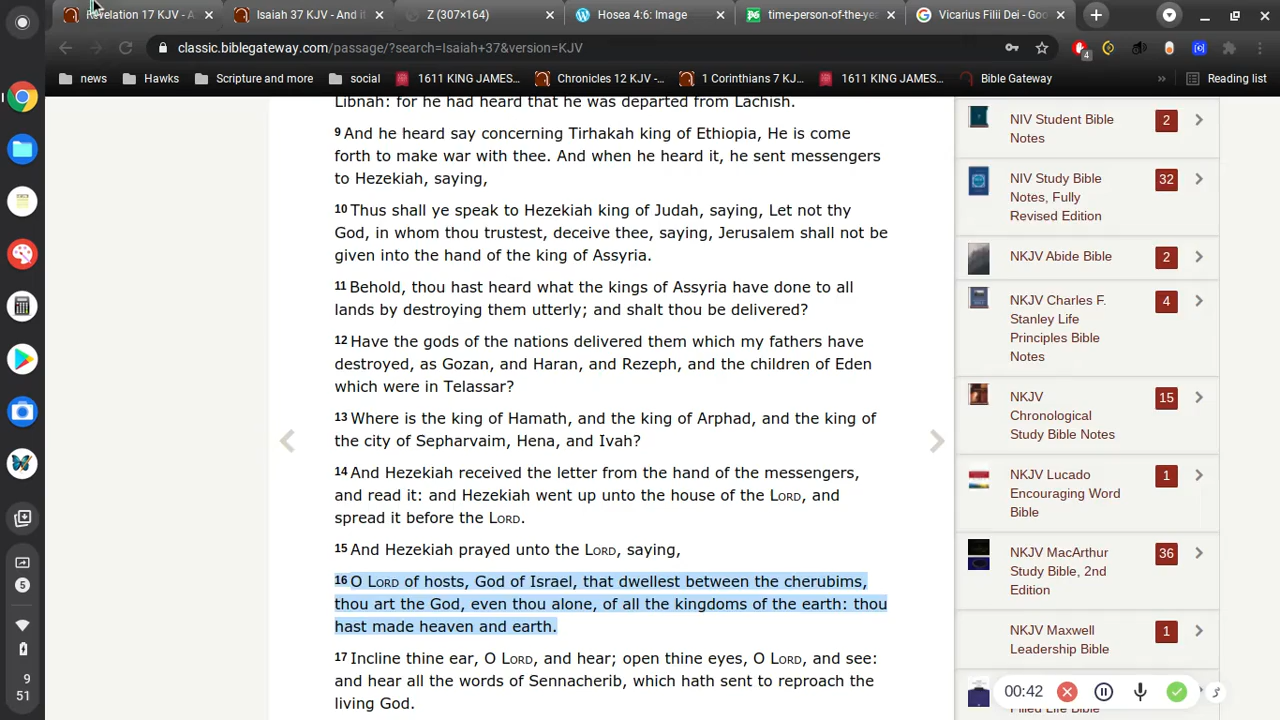 Revelation 17 KJV - A
Isaiah 37 KJV - And it
Z (307×164)
Hosea 4:6: Image
time-person-of-the-ye
Vicarius Filii Dei - Goo
classic.biblegateway.com/passage/?search=Isaiah+37&version=KJV
4
news
Hawks
Scripture and more
social
1611 KING JAMES...
Chronicles 12 KJV -...
1 Corinthians 7 KJ...
1611 KING JAMES...
Bible Gateway
»
Reading list
Libnah: for he had heard that he was departed from Lachish.
9 And he heard say concerning Tirhakah king of Ethiopia, He is come
forth to make war with thee. And when he heard it, he sent messengers
to Hezekiah, saying,
10 Thus shall ye speak to Hezekiah king of Judah, saying, Let not thy
God, in whom thou trustest, deceive thee, saying, Jerusalem shall not be
given into the hand of the king of Assyria.
11 Behold, thou hast heard what the kings of Assyria have done to all
lands by destroying them utterly; and shalt thou be delivered?
12 Have the gods of the nations delivered them which my fathers have
destroyed, as Gozan, and Haran, and Rezeph, and the children of Eden
which were in Telassar?
13 Where is the king of Hamath, and the king of Arphad, and the king of
the city of Sepharvaim, Hena, and Ivah?
14 And Hezekiah received the letter from the hand of the messengers,
and read it: and Hezekiah went up unto the house of the LORD, and
spread it before the LORD.
15 And Hezekiah prayed unto the LORD, saying,
16 O LORD of hosts, God of Israel, that dwellest between the cherubims,
thou art the God, even thou alone, of all the kingdoms of the earth: thou
hast made heaven and earth.
17 Incline thine ear, O LORD, and hear; open thine eyes, O LORD, and see:
and hear all the words of Sennacherib, which hath sent to reproach the
living God.
NIV Student Bible
Notes
2
NIV Study Bible
Notes, Fully
Revised Edition
32
NKJV Abide Bible
2
NKJV Charles F.
Stanley Life
Principles Bible
Notes
4
NKJV
Chronological
Study Bible Notes
15
NKJV Lucado
Encouraging Word
Bible
1
NKJV MacArthur
Study Bible, 2nd
Edition
36
NKJV Maxwell
Leadership Bible
1
Filled Life Bible
00:42
5
9
51